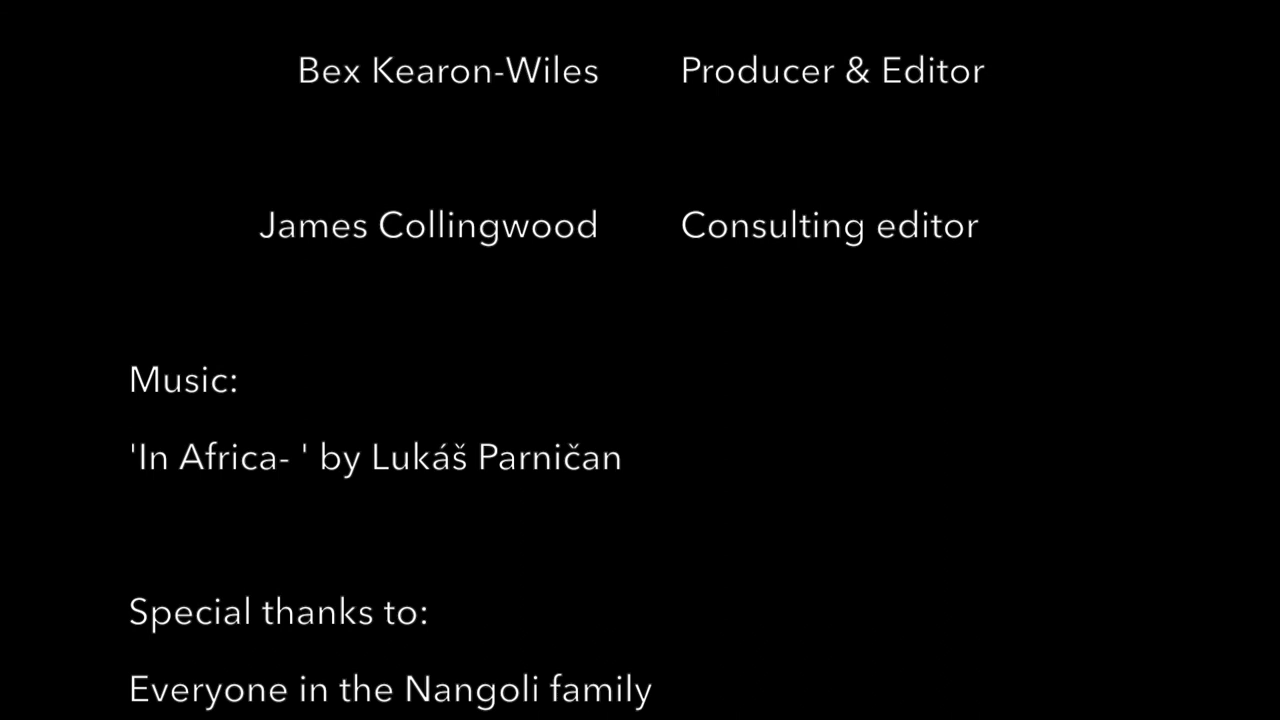 Bex Kearon-Wiles Producer & Editor
James Collingwood Consulting editor
Music:
'In Africa- ' by Lukáš Parničan
Special thanks to:
Everyone in the Nangoli family